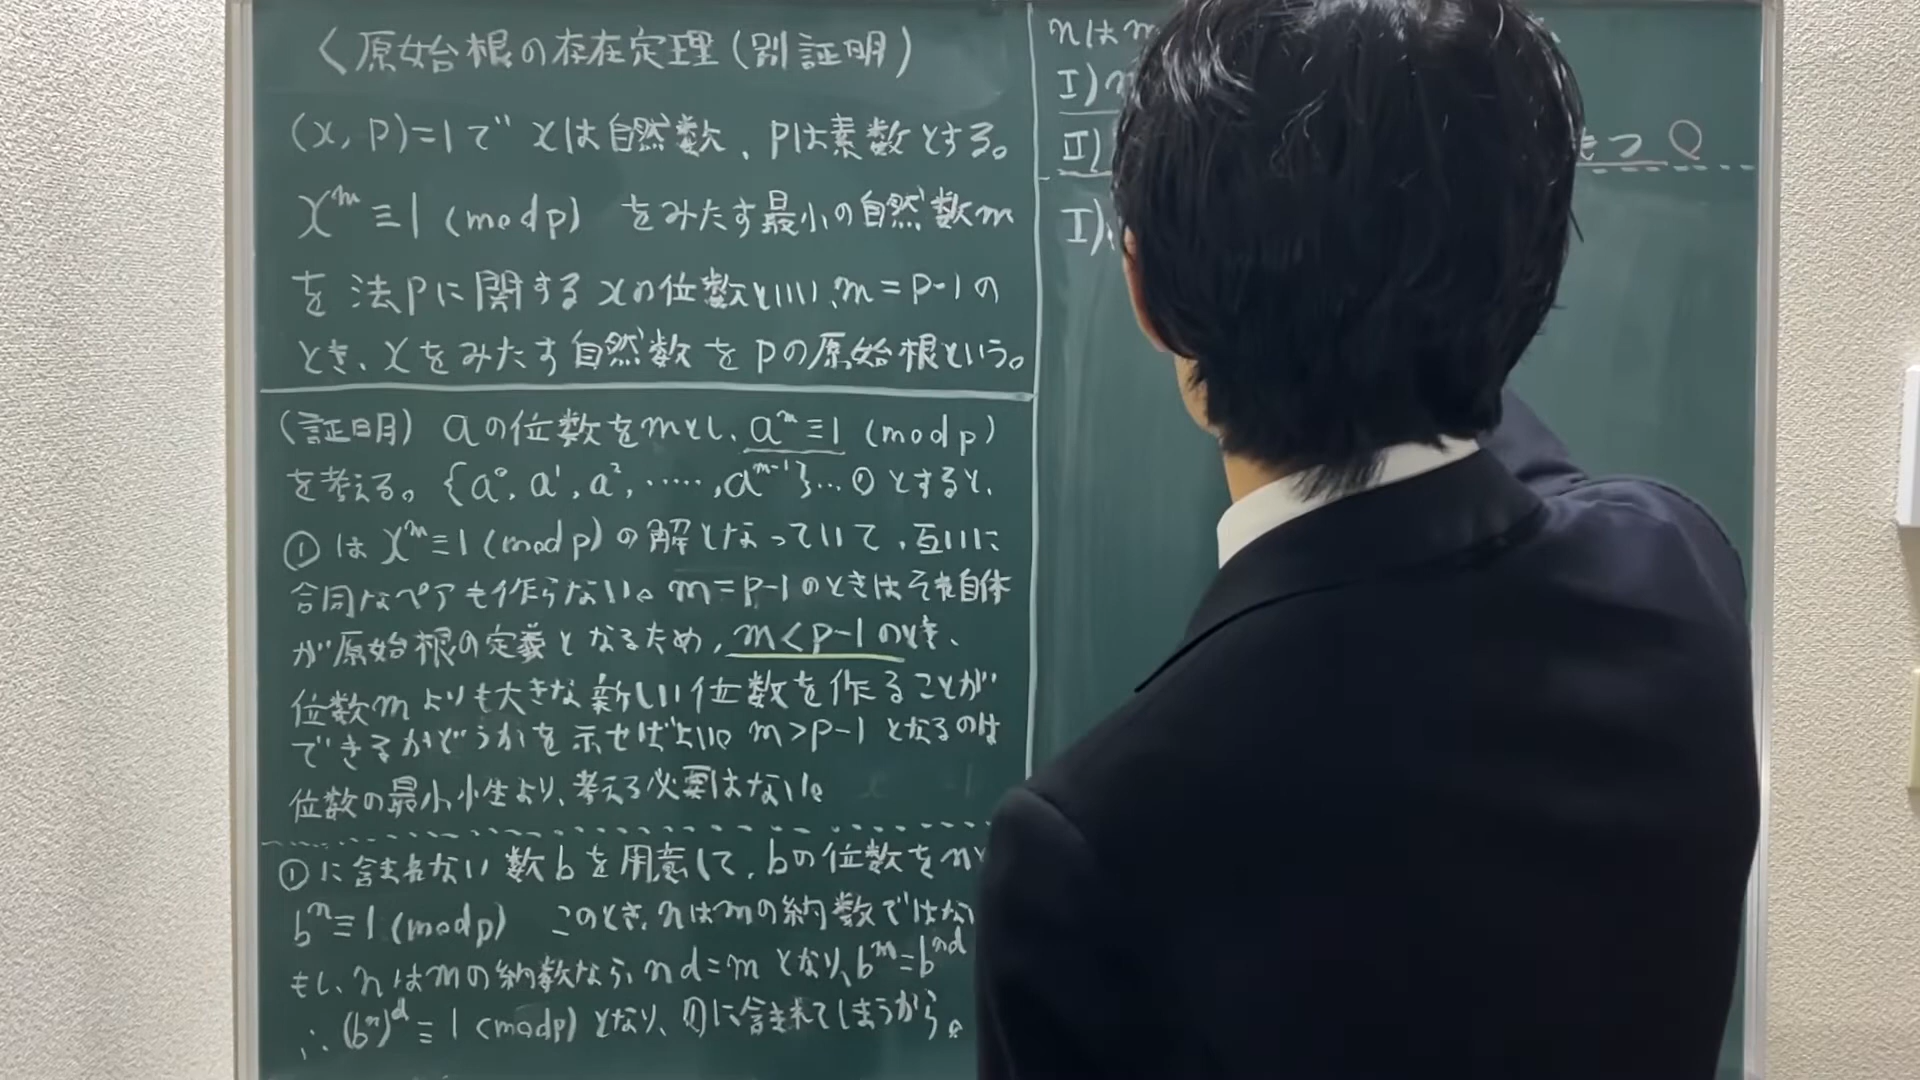 〈原始根の存在定理(別証明)
(x, p)=1で xは自然数、pは素数とする。
x^m ≡ 1 (mod p) をみたす最小の自然数m
を 法pに関するxの位数といい、m = p-1の
とき、xをみたす自然数をpの原始根という。
(証明) aの位数をmとし、a^m ≡ 1 (mod p)
を考える。{a^0, a^1, a^2, ……, a^{m-1}}…① とすると、
①は x^m ≡ 1 (mod p) の解となっていて、互いに
合同なペアも作らない。m = p-1のときはそれ自体
が原始根の定義となるため, m < p-1のとき、
位数mよりも大きな新しい位数を作ることが
できるかどうかを示せばよい。m > p-1 となるのは
位数の最小性より、考える必要はない。
①に含まれない数bを用意して、bの位数をn
b^n ≡ 1 (mod p) このとき、nはmの約数ではな
もし、nはmの約数なら、nd = m となり、b^m = b^{nd}
∴ (b^n)^d ≡ 1 (mod p) となり、①に含まれてしまうから。
nはm
I)
II) もつ
I)